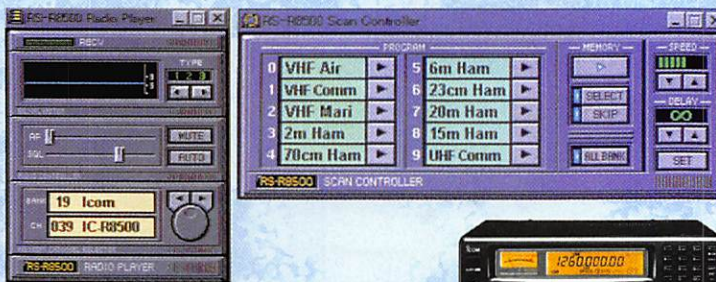 RS-R8500 Radio Player
RECV
TYPE
1 2 3
AF
SQL
MUTE
AUTO
BANK 19 Icom
CH 039 IC-R8500
RS-R8500 RADIO PLAYER
RS-R8500 Scan Controller
PROGRAM
0 VHF Air
1 VHF Comm
2 VHF Mari
3 2m Ham
4 70cm Ham
5 6m Ham
6 23cm Ham
7 20m Ham
8 15m Ham
9 UHF Comm
MEMORY
SELECT
SKIP
ALL BANK
SPEED
DELAY
∞
SET
RS-R8500 SCAN CONTROLLER
1260.000.00